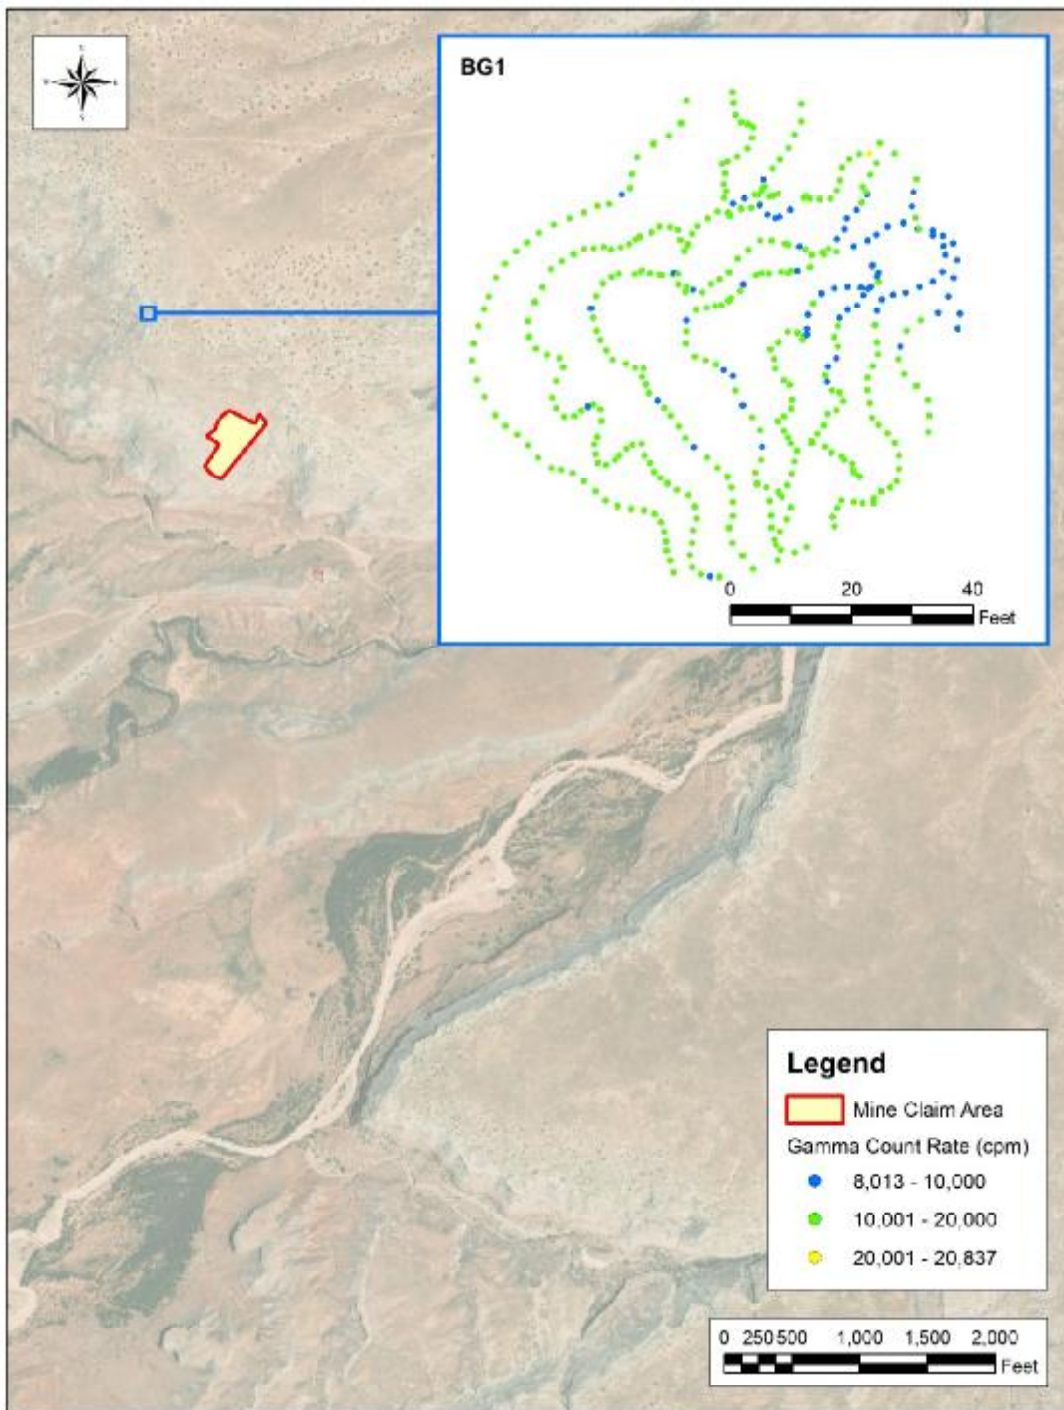 BG1
0 20 40
Feet
Legend
Mine Claim Area
Gamma Count Rate (cpm)
8,013 - 10,000
10,001 - 20,000
20,001 - 20,837
0 250 500 1,000 1,500 2,000
Feet